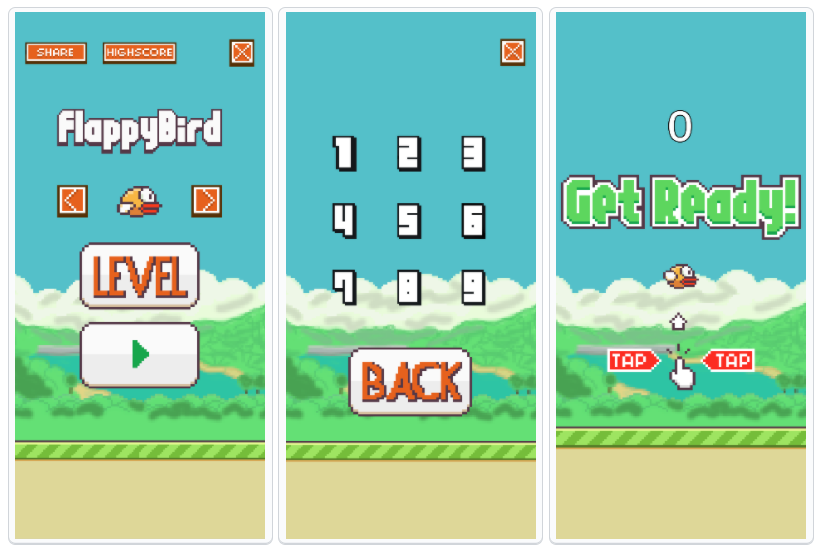 SHARE HIGHSCORE
FlappyBird
LEVEL
1 2 3
4 5 6
7 8 9
BACK
0
Get Ready!
TAP TAP